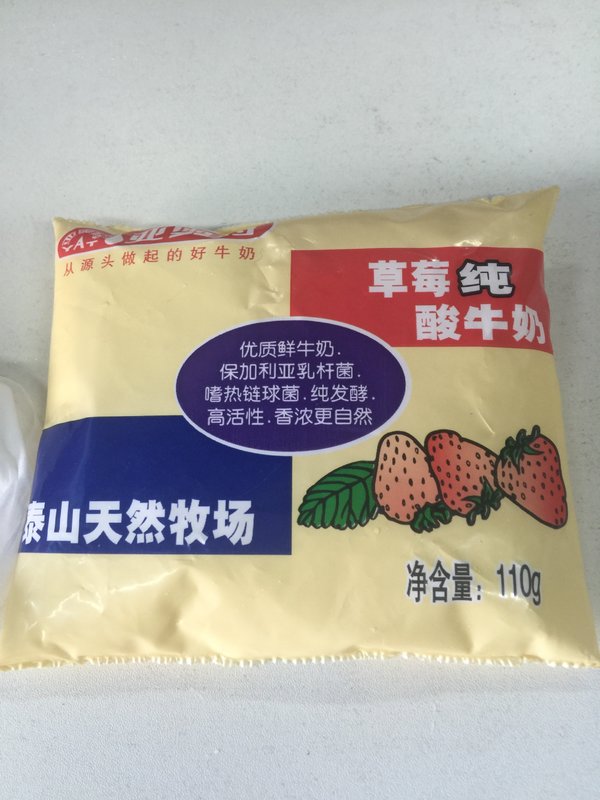 YAT
从源头做起的好牛奶
草莓纯
酸牛奶
优质鲜牛奶.
保加利亚乳杆菌.
嗜热链球菌.纯发酵.
高活性.香浓更自然
泰山天然牧场
净含量：110g